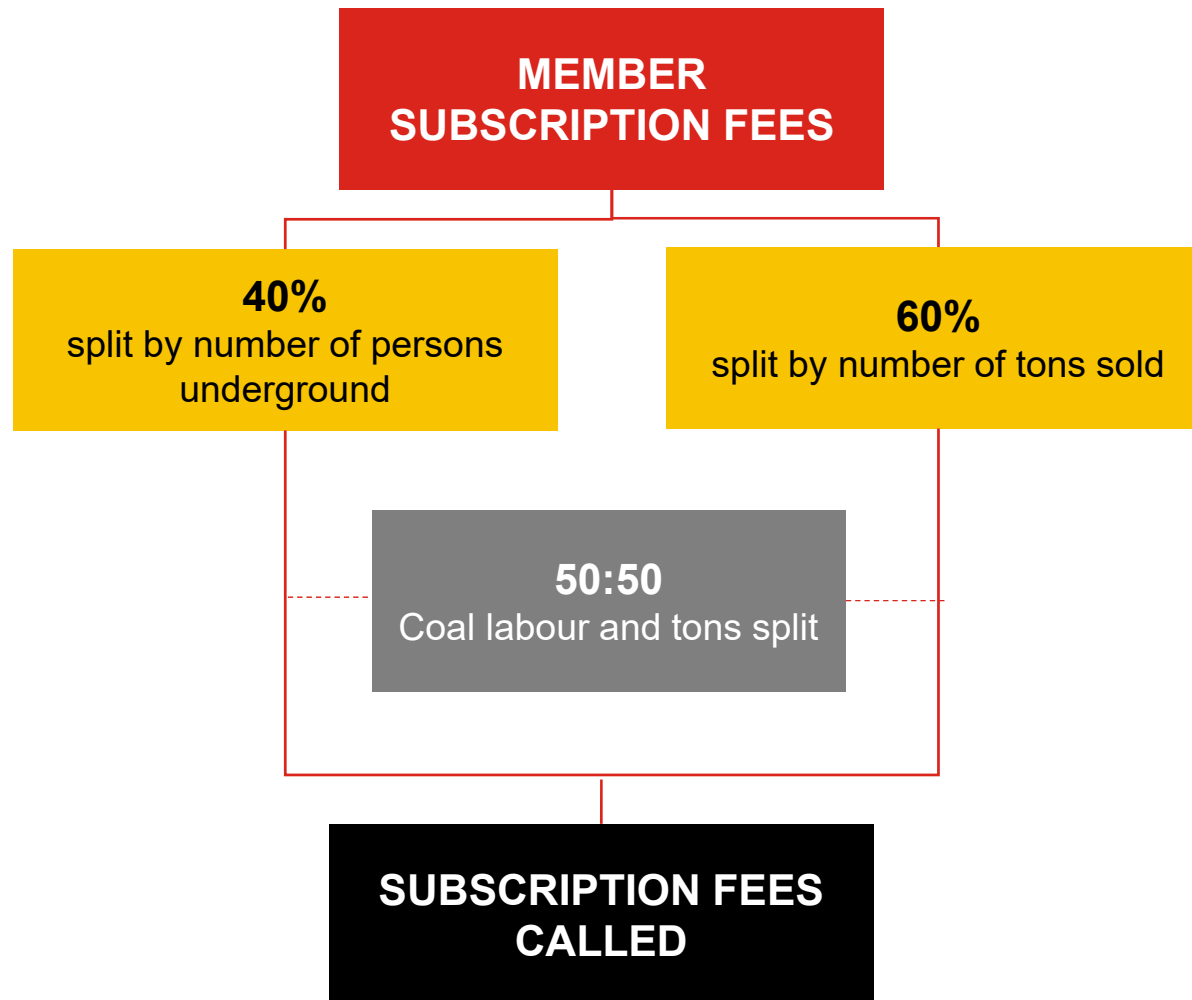 MEMBER
SUBSCRIPTION FEES
40%
split by number of persons
underground
60%
split by number of tons sold
50:50
Coal labour and tons split
SUBSCRIPTION FEES
CALLED